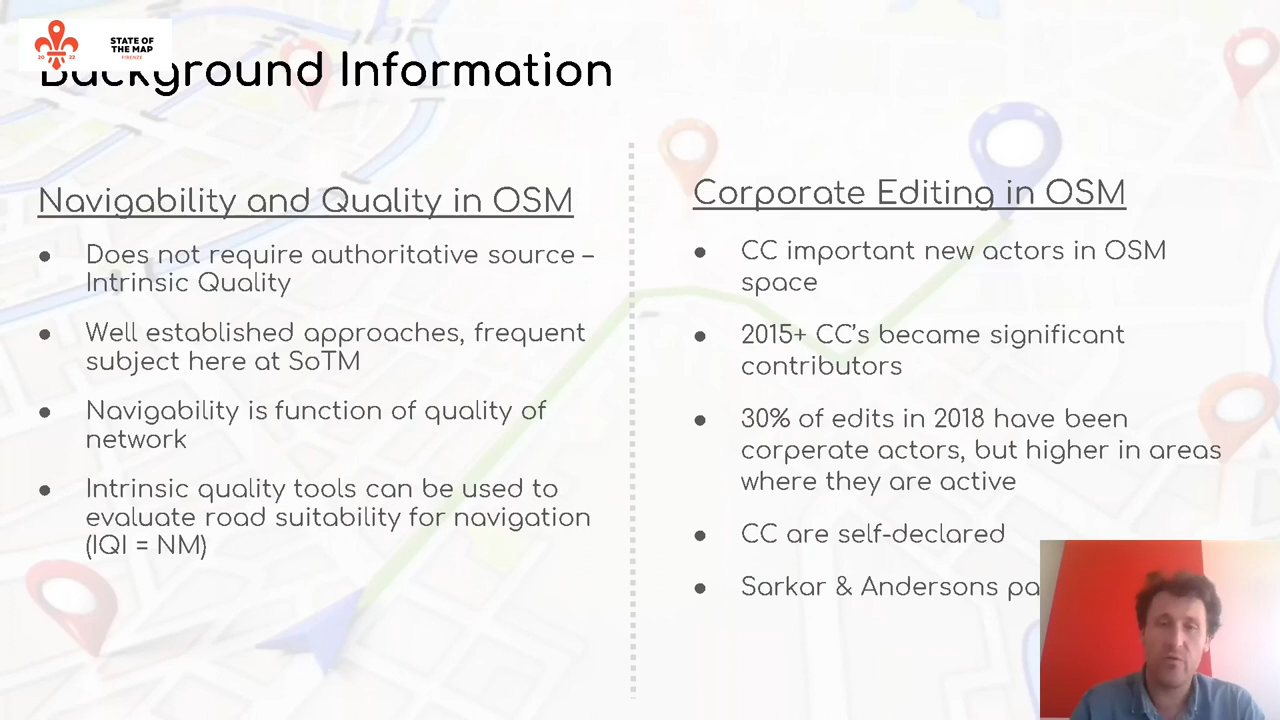 STATE OF
THE MAP
FIRENZE
20 22
Background Information
Navigability and Quality in OSM
● Does not require authoritative source –
Intrinsic Quality
● Well established approaches, frequent
subject here at SoTM
● Navigability is function of quality of
network
● Intrinsic quality tools can be used to
evaluate road suitability for navigation
(IQI = NM)
Corporate Editing in OSM
● CC important new actors in OSM
space
● 2015+ CC’s became significant
contributors
● 30% of edits in 2018 have been
corperate actors, but higher in areas
where they are active
● CC are self-declared
● Sarkar & Andersons